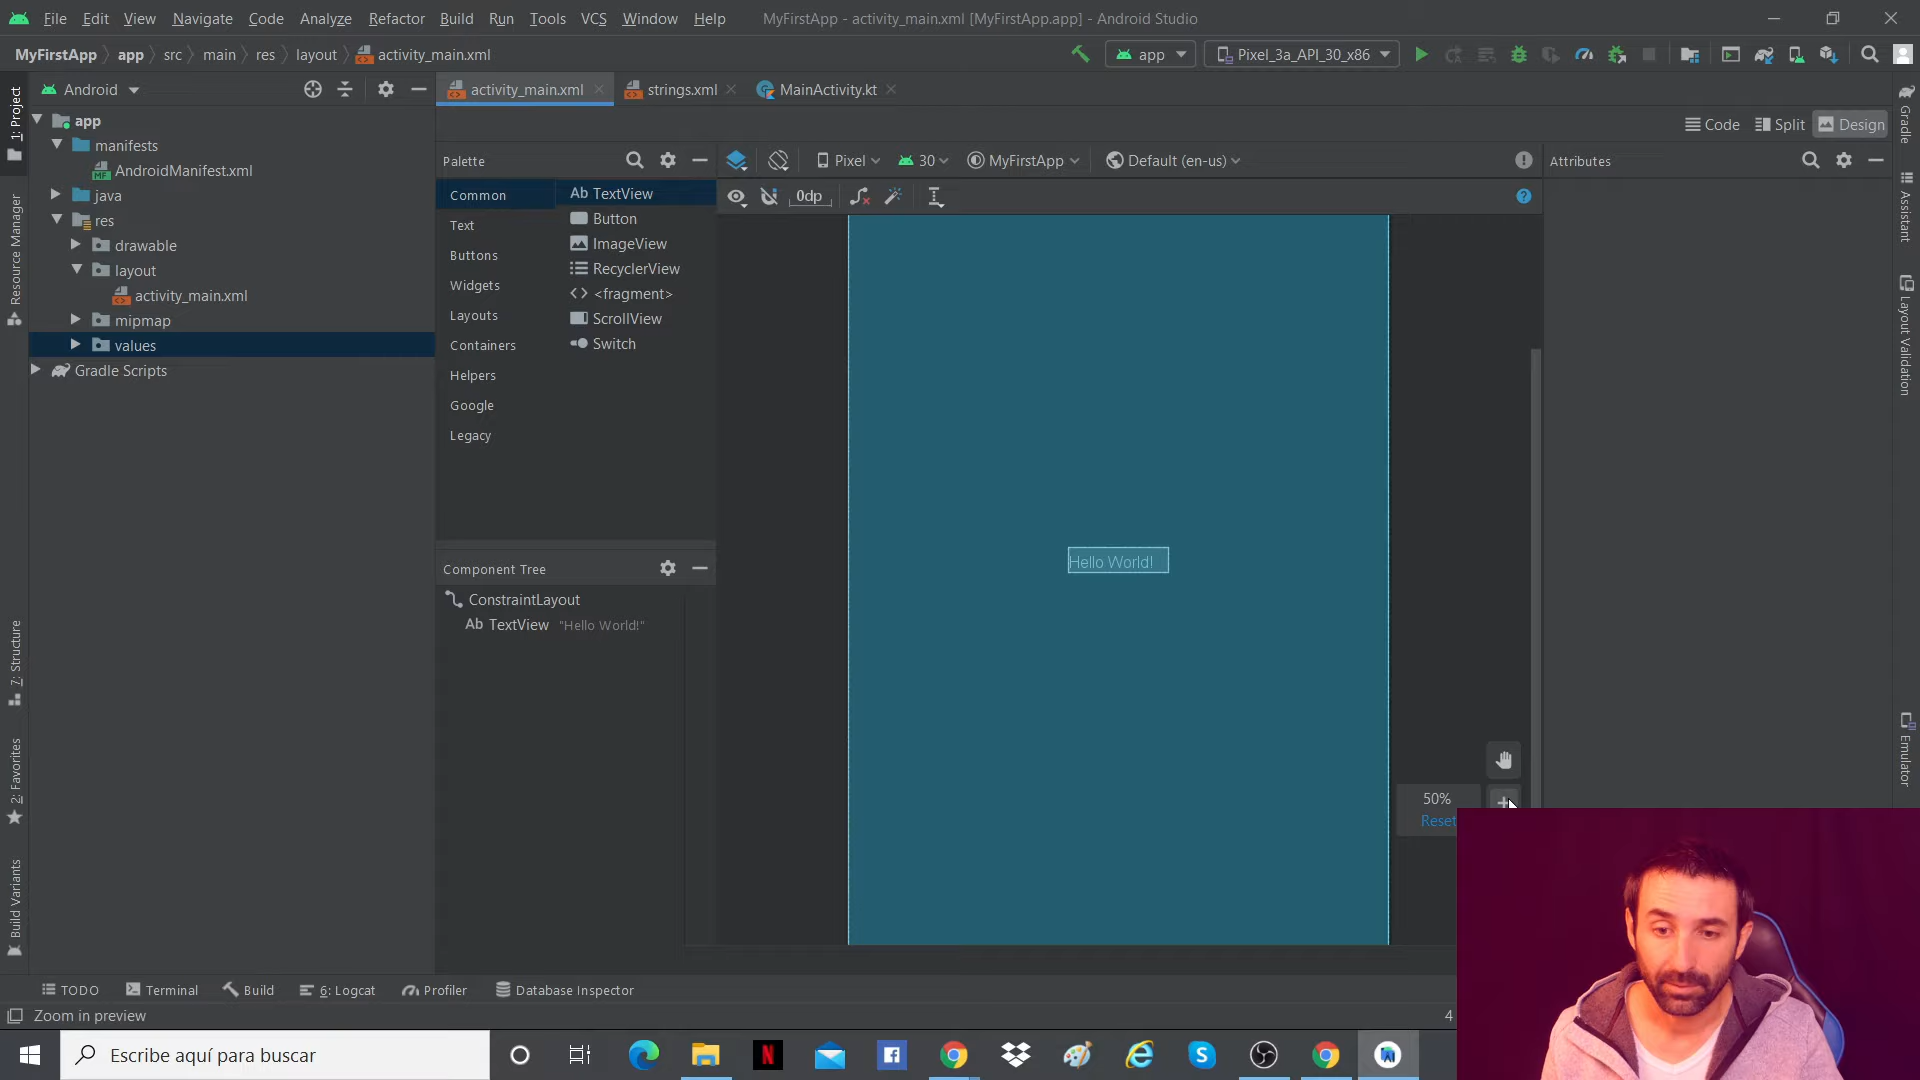 File Edit View Navigate Code Analyze Refactor Build Run Tools VCS Window Help MyFirstApp - activity_main.xml [MyFirstApp.app] - Android Studio
MyFirstApp app src main res layout activity_main.xml app Pixel_3a_API_30_x86
Android activity_main.xml strings.xml MainActivity.kt
Code Split Design
1: Project
Resource Manager
7: Structure
2: Favorites
Build Variants
app
manifests
MF AndroidManifest.xml
java
res
drawable
layout
activity_main.xml
mipmap
values
Gradle Scripts
Palette
Common
Text
Buttons
Widgets
Layouts
Containers
Helpers
Google
Legacy
Ab TextView
Button
ImageView
RecyclerView
<> <fragment>
ScrollView
Switch
Component Tree
ConstraintLayout
Ab TextView "Hello World!"
Pixel 30 MyFirstApp Default (en-us)
0dp
Hello World!
50%
Reset
Attributes
Gradle
Assistant
Layout Validation
Emulator
TODO Terminal Build 6: Logcat Profiler Database Inspector
Zoom in preview 4
Escribe aquí para buscar